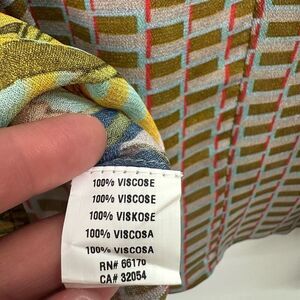 100% VISCOSE
100% VISCOSE
100% VISKOSE
100% VISCOSA
100% VISCOSA
RN# 66170
CA# 32054